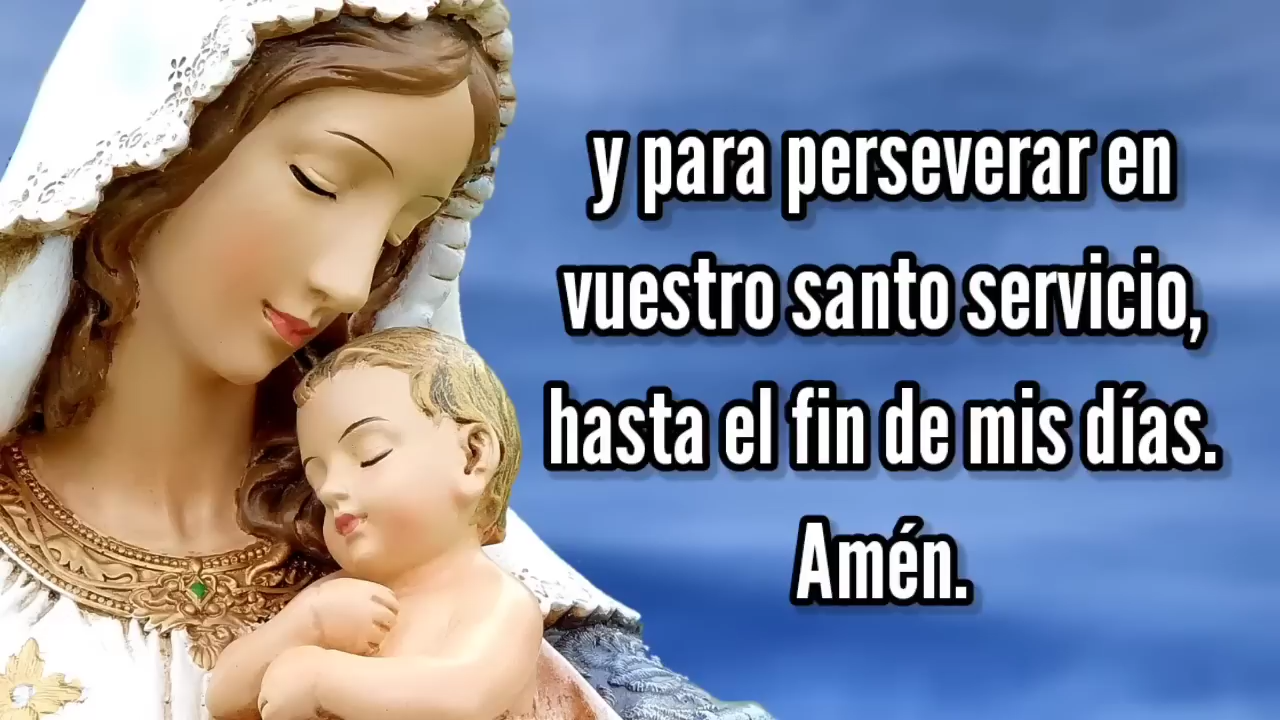 y para perseverar en
vuestro santo servicio,
hasta el fin de mis días.
Amén.